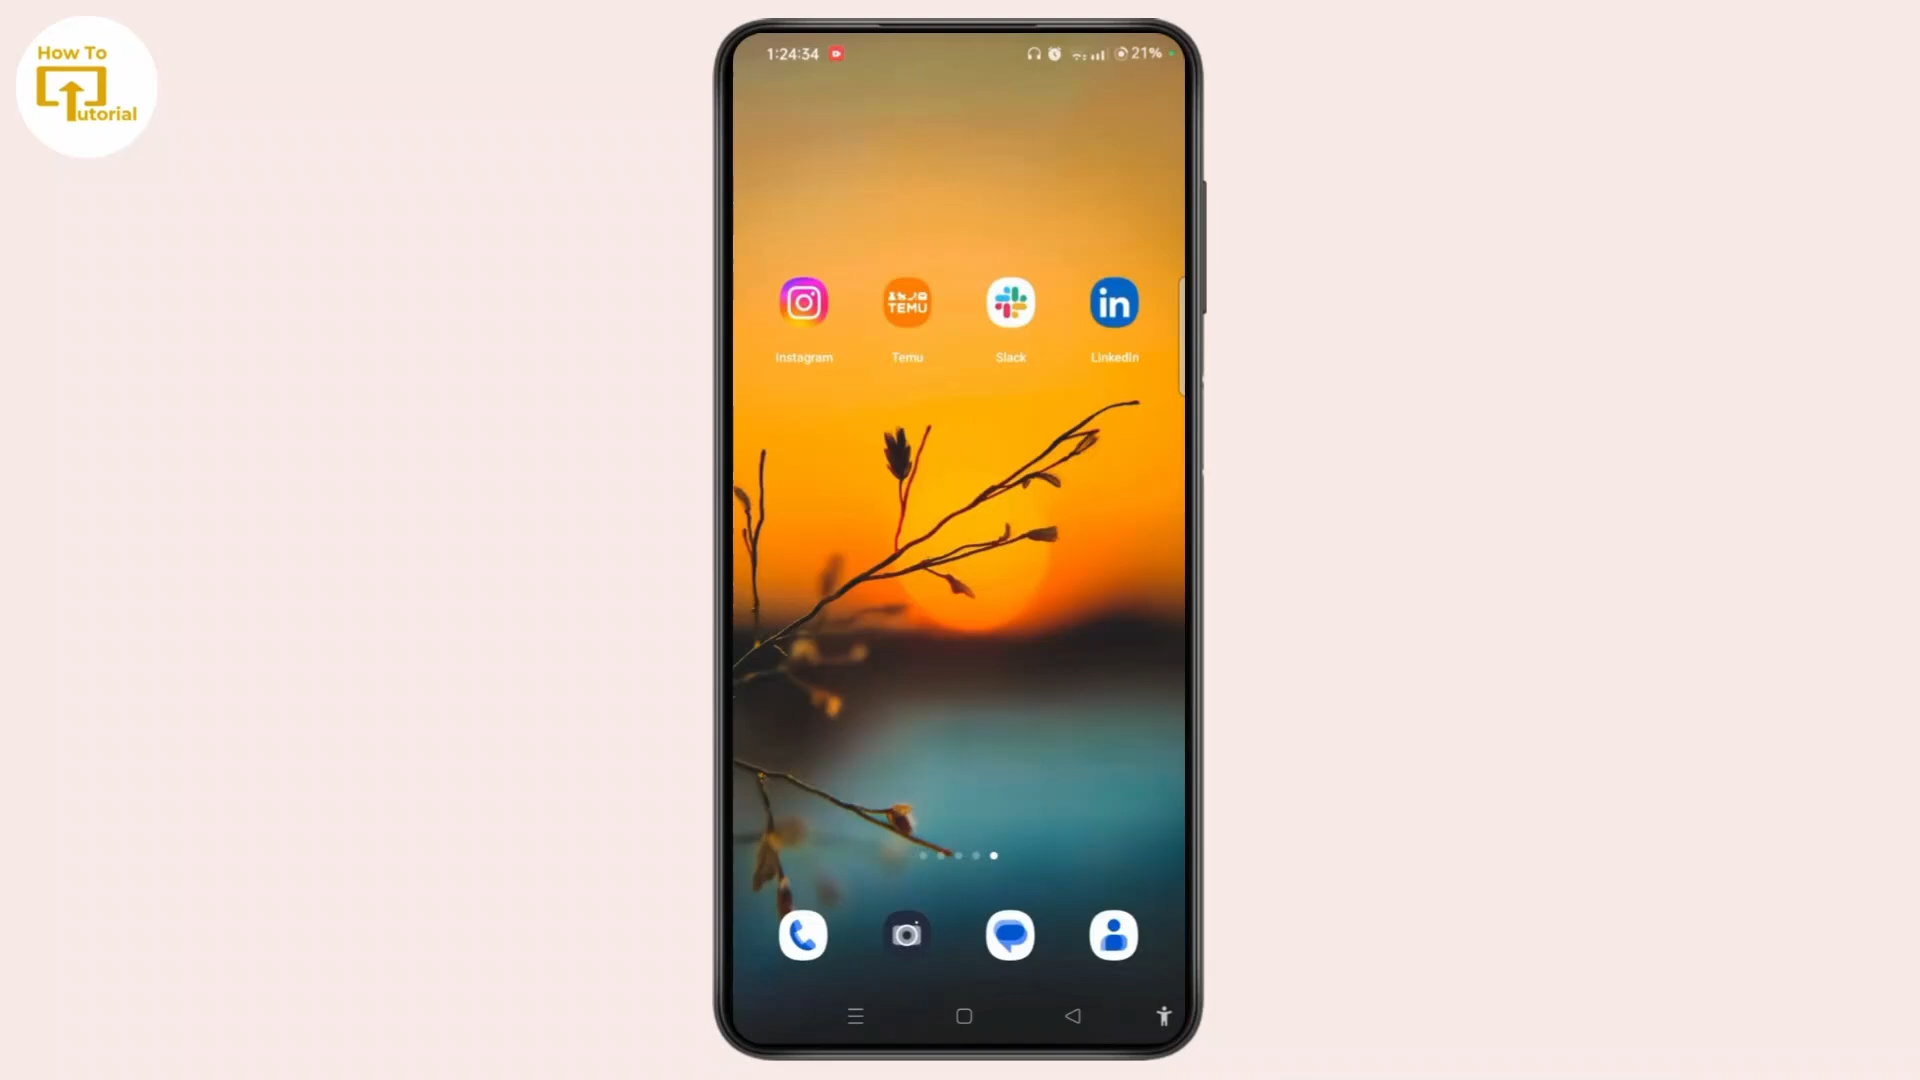 How To
utorial
1:24:34
21%
TEMU
Instagram
Temu
Slack
LinkedIn